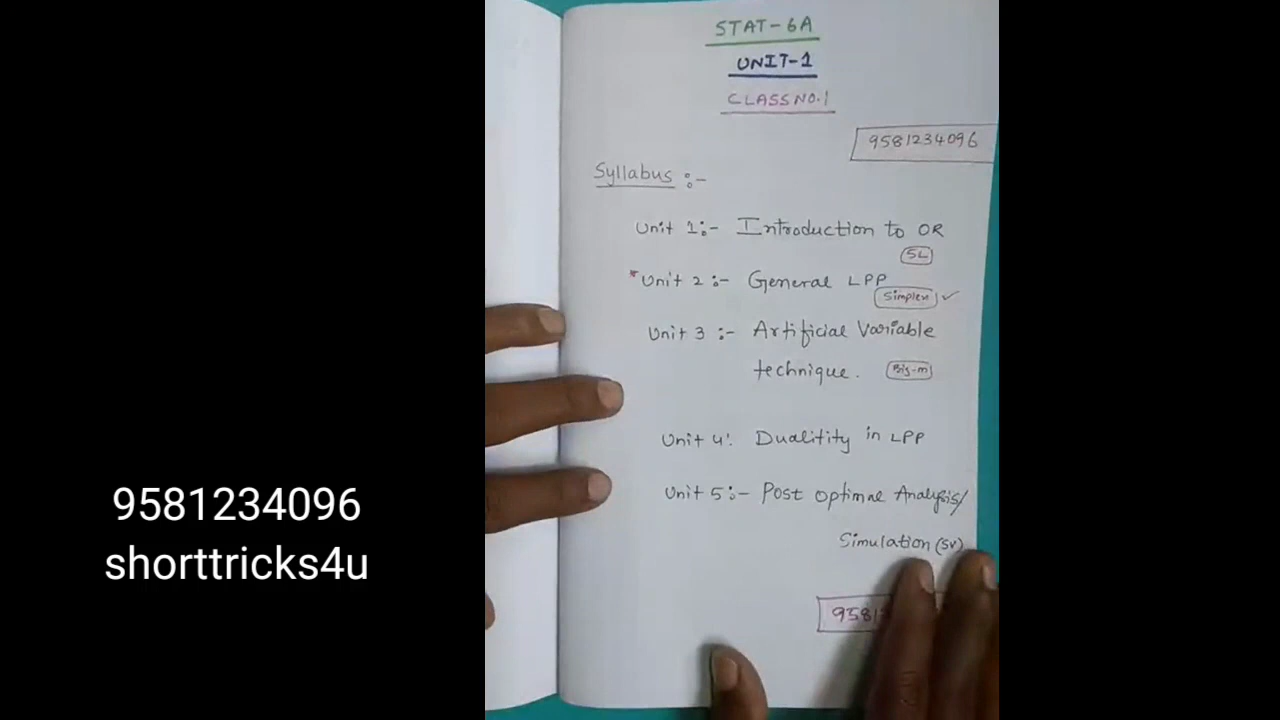 STAT-6A
UNIT-1
CLASS NO.1
9581234096
Syllabus :-
Unit 1:- Introduction to OR
5L
*Unit 2:- General LPP
Simplex ✓
Unit 3:- Artificial Variable
technique. Big-m
Unit 4: Dualitity in LPP
Unit 5:- Post Optimal Analysis/
Simulation (SV)
9581
9581234096
shorttricks4u